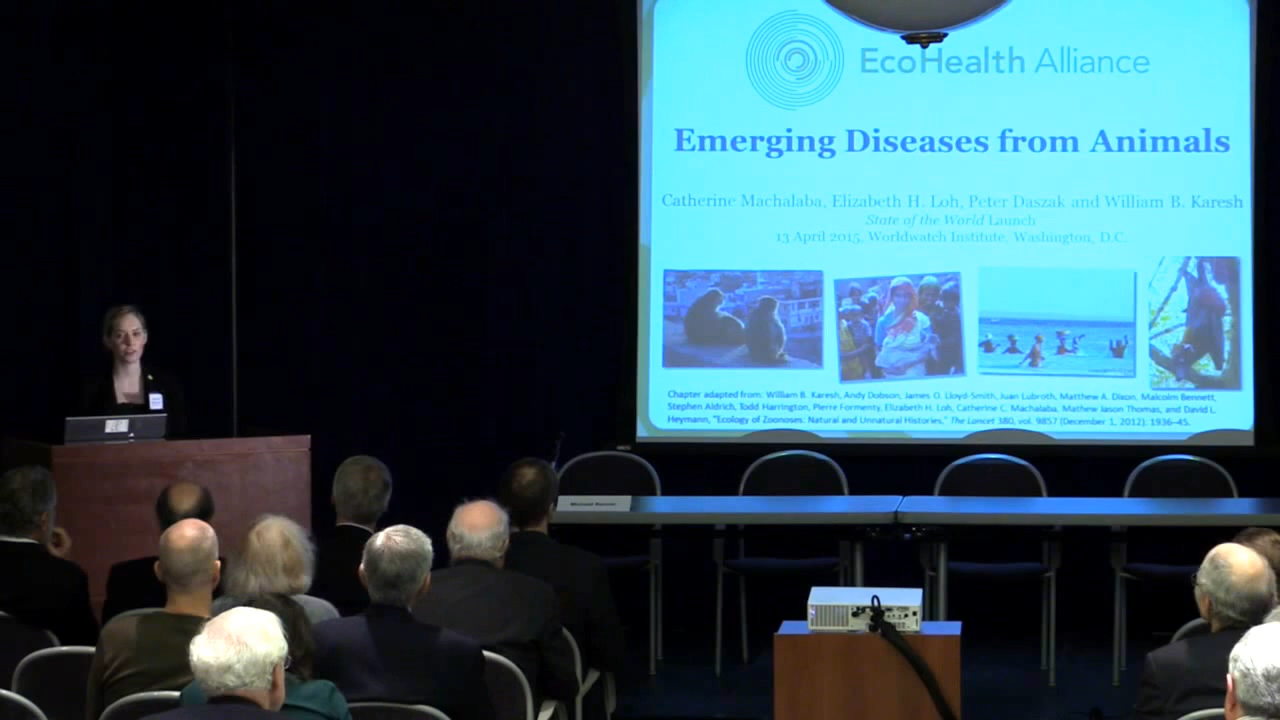 EcoHealth Alliance
Emerging Diseases from Animals
Catherine Machalaba, Elizabeth H. Loh, Peter Daszak and William B. Karesh
State of the World Launch
13 April 2015, Worldwatch Institute, Washington, D.C.
Chapter adapted from: William B. Karesh, Andy Dobson, James O. Lloyd-Smith, Juan Lubroth, Matthew A. Dixon, Malcolm Bennett,
Stephen Aldrich, Todd Harrington, Pierre Formenty, Elizabeth H. Loh, Catherine C. Machalaba, Mathew Jason Thomas, and David L.
Heymann, "Ecology of Zoonoses: Natural and Unnatural Histories." The Lancet 380, vol. 9857 (December 1, 2012): 1936–45.
Michael Renner